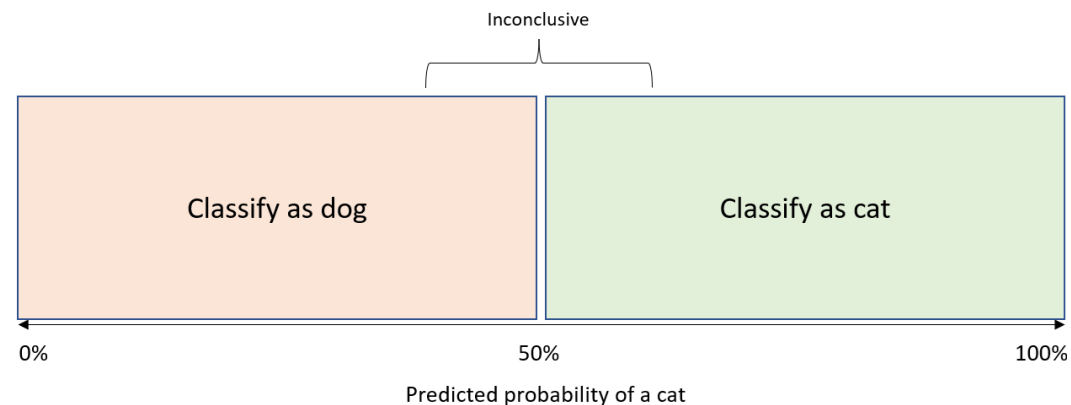 Inconclusive
Classify as dog
Classify as cat
0%
50%
100%
Predicted probability of a cat